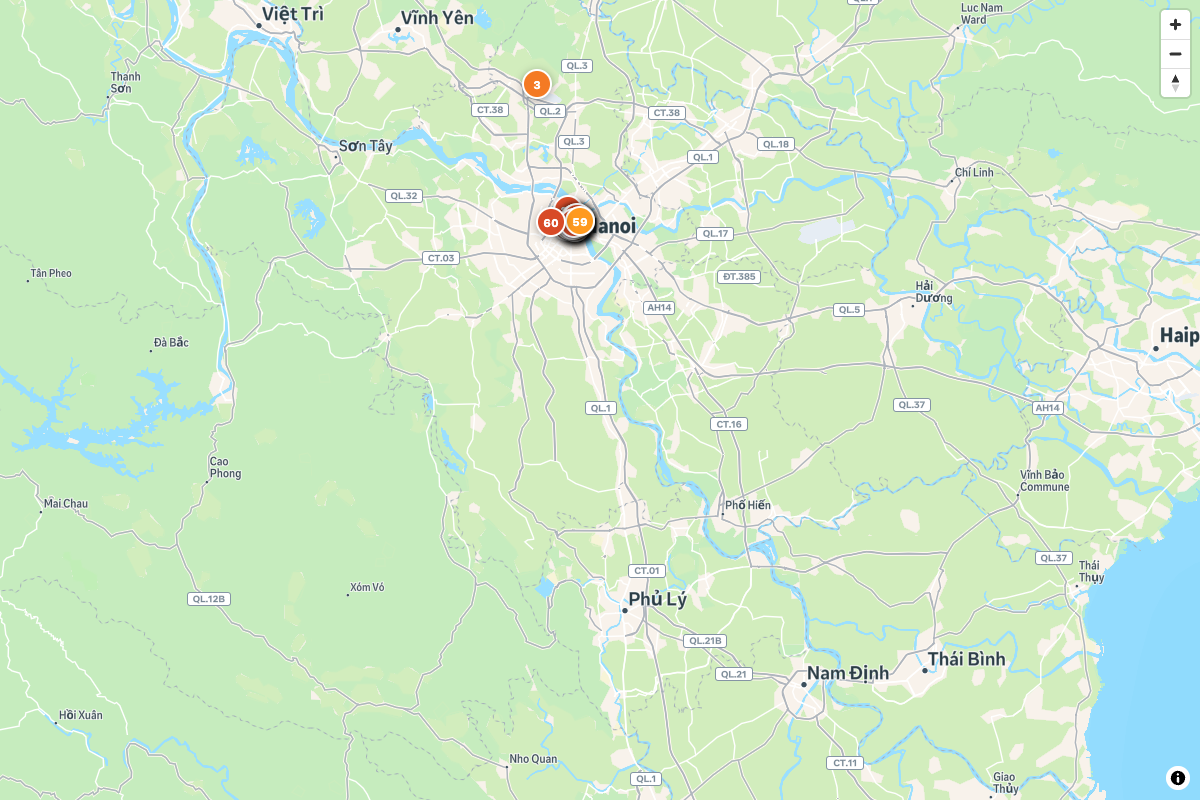 Việt Trì
Vĩnh Yên
Luc Nam
Ward
+
−
QL.3
Thanh
Sơn
3
CT.38
QL.2
CT.38
QL.3
QL.18
Sơn Tây
QL.1
Chí Linh
QL.32
60
59
anoi
QL.17
CT.03
Tân Pheo
ĐT.385
Hải
Dương
AH14
QL.5
Haip
Đà Bắc
QL.1
QL.37
AH14
CT.16
Cao
Phong
Vĩnh Bảo
Commune
Mai Chau
Phố Hiến
QL.37
CT.01
Thái
Thụy
Xóm Vỏ
QL.12B
Phủ Lý
QL.21B
Thái Bình
QL.21
Nam Định
Hồi Xuân
Nho Quan
CT.11
QL.1
Giao
Thủy